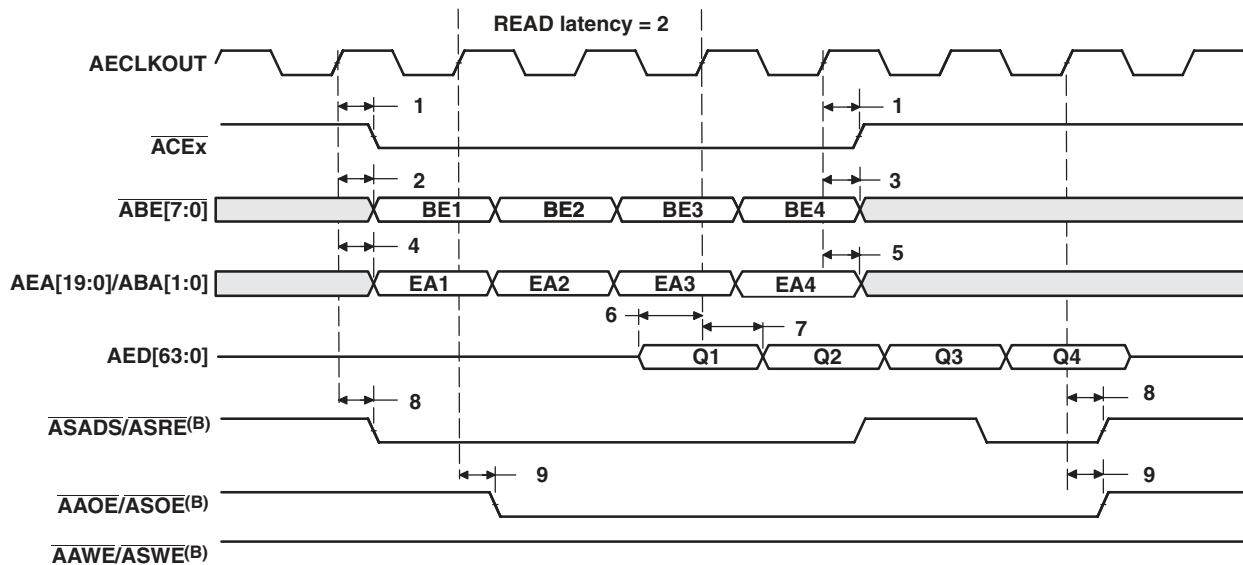 READ latency = 2
AECLKOUT
1 1
ACEx
2 3
ABE[7:0] BE1 BE2 BE3 BE4
4 5
AEA[19:0]/ABA[1:0] EA1 EA2 EA3 EA4
6 7
AED[63:0] Q1 Q2 Q3 Q4
8 8
ASADS/ASRE(B)
9 9
AAOE/ASOE(B)
AAWE/ASWE(B)